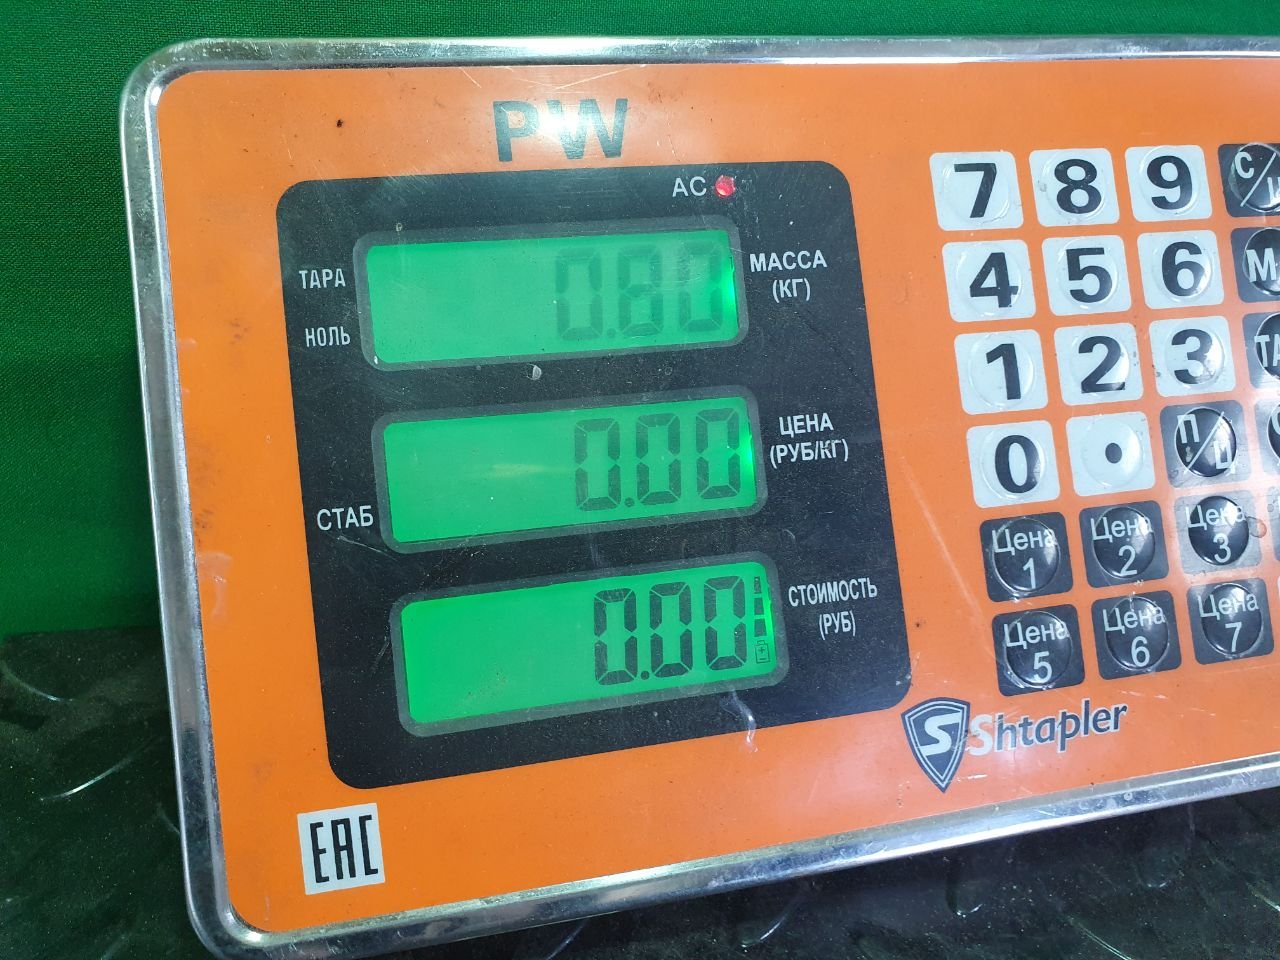 PW
AC
ТАРА
НОЛЬ
0.80
МАССА
(КГ)
0.00
ЦЕНА
(РУБ/КГ)
СТАБ
0.00
СТОИМОСТЬ
(РУБ)
7 8 9 С/
4 5 6 М
1 2 3 ТА
0 . П/Ц
Цена 1 Цена 2 Цена 3
Цена 5 Цена 6 Цена 7
S Shtapler
EAC